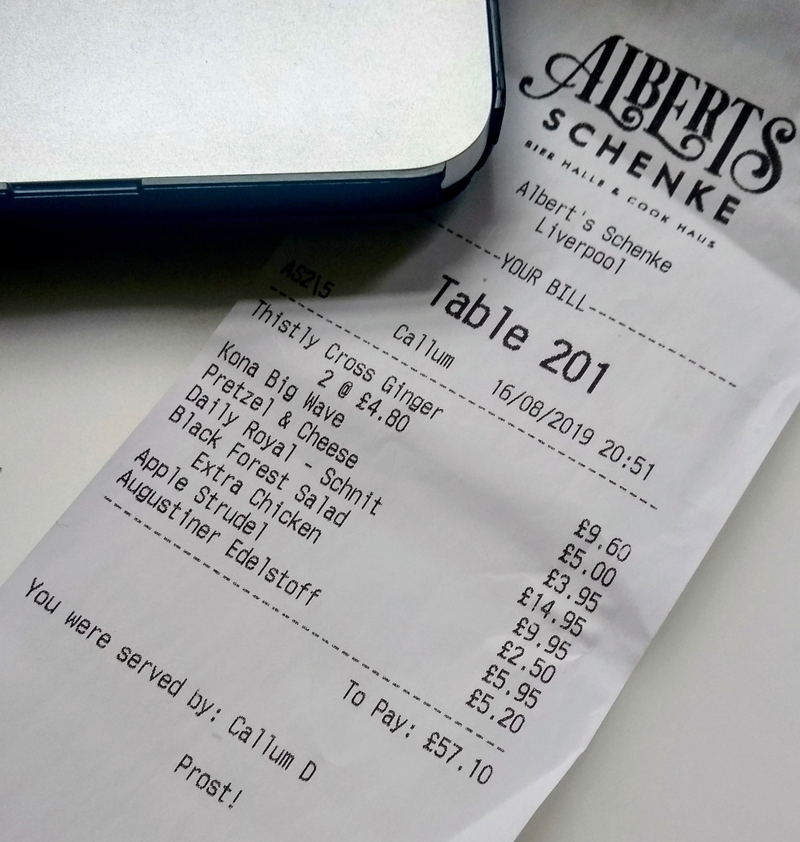 ALBERTS
SCHENKE
BIER HALLE & COOK HAUS
Albert's Schenke
Liverpool
YOUR BILL
Table 201
AS2\5 Callum 16/08/2019 20:51
Thistly Cross Ginger
2 @ £4.80 £9.60
Kona Big Wave £5.00
Pretzel & Cheese £3.95
Daily Royal - Schnit £14.95
Black Forest Salad £9.95
Extra Chicken £2.50
Apple Strudel £5.95
Augustiner Edelstoff £5.20
To Pay: £57.10
You were served by: Callum D
Prost!